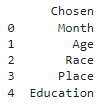 Chosen
0 Month
1 Age
2 Race
3 Place
4 Education